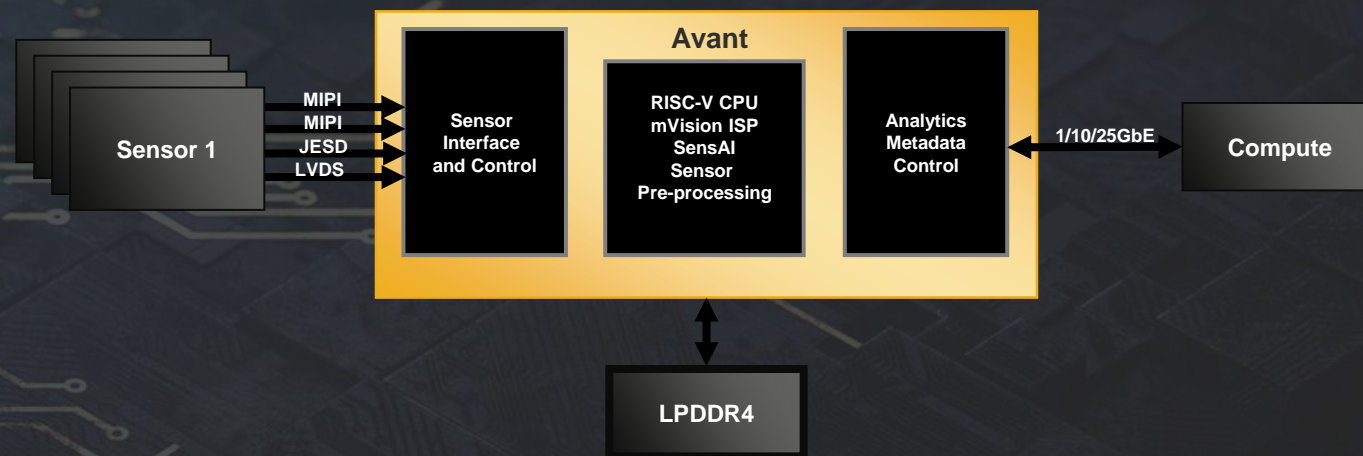 Avant
Sensor 1
MIPI
MIPI
JESD
LVDS
Sensor
Interface
and Control
RISC-V CPU
mVision ISP
SensAI
Sensor
Pre-processing
Analytics
Metadata
Control
1/10/25GbE
Compute
LPDDR4